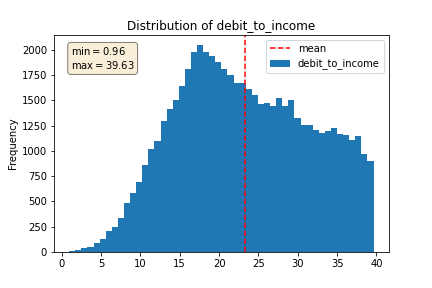 Distribution of debit_to_income
min = 0.96
max = 39.63
mean
debit_to_income
Frequency
2000
1750
1500
1250
1000
750
500
250
0
0 5 10 15 20 25 30 35 40